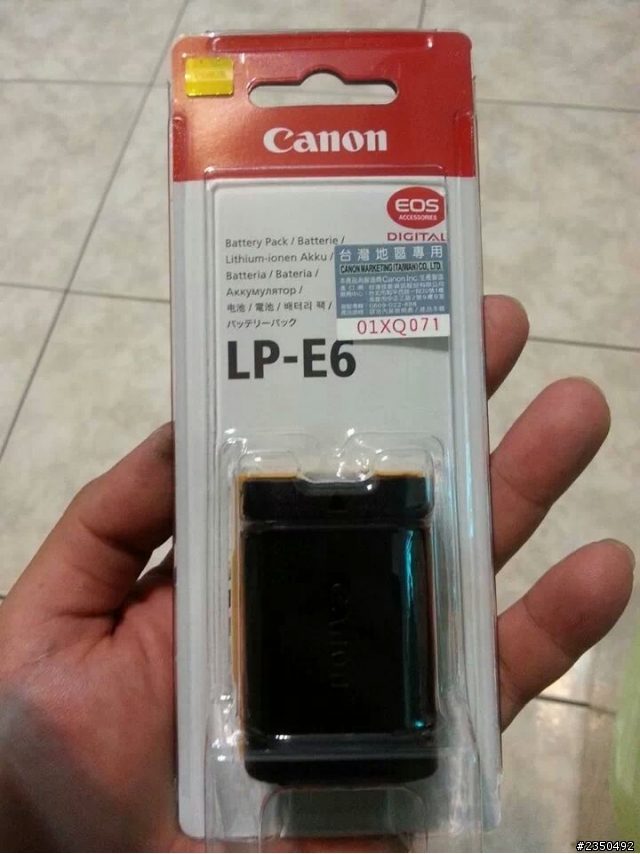 Canon
EOS
ACCESSORIES
DIGITAL
Battery Pack / Batterie /
Lithium-ionen Akku /
Batteria / Bateria /
Аккумулятор /
电池 / 電池 / 배터리 팩 /
バッテリーパック
LP-E6
台灣地區專用
CANON MARKETING (TAIWAN) CO., LTD.
01XQ071
Canon
#2350492